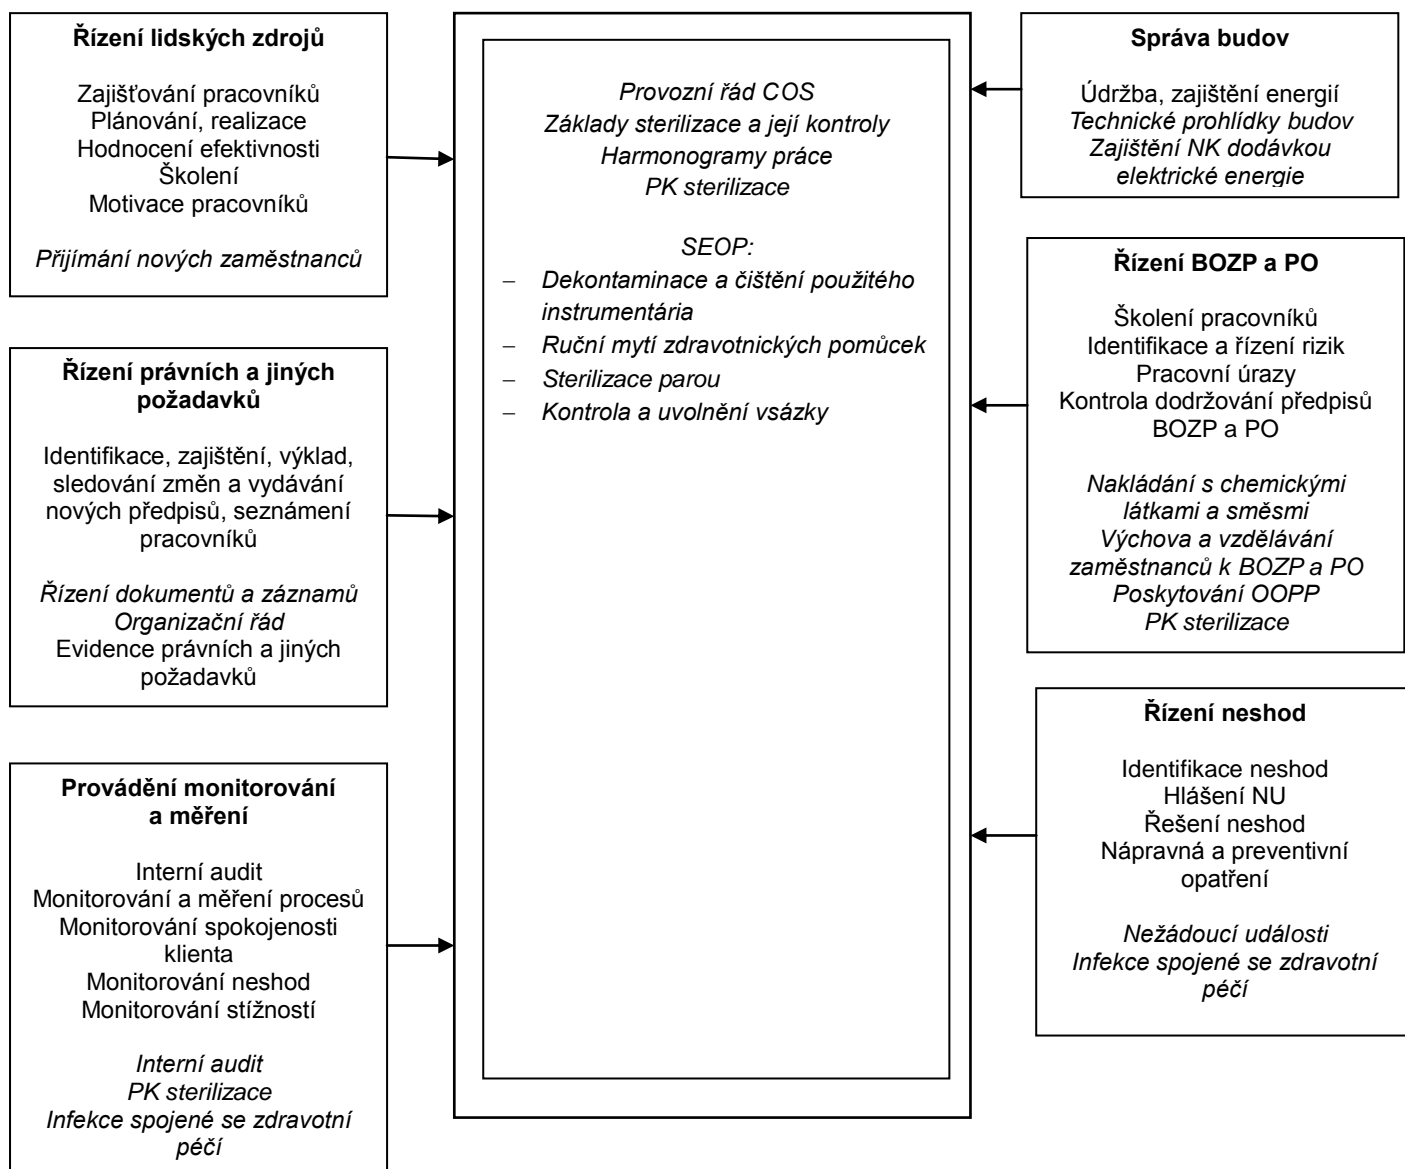 Řízení lidských zdrojů
Zajišťování pracovníků
Plánování, realizace
Hodnocení efektivnosti
Školení
Motivace pracovníků
Přijímání nových zaměstnanců
Řízení právních a jiných
požadavků
Identifikace, zajištění, výklad,
sledování změn a vydávání
nových předpisů, seznámení
pracovníků
Řízení dokumentů a záznamů
Organizační řád
Evidence právních a jiných
požadavků
Provádění monitorování
a měření
Interní audit
Monitorování a měření procesů
Monitorování spokojenosti
klienta
Monitorování neshod
Monitorování stížností
Interní audit
PK sterilizace
Infekce spojené se zdravotní
péčí
Provozní řád COS
Základy sterilizace a její kontroly
Harmonogramy práce
PK sterilizace
SEOP:
– Dekontaminace a čištění použitého
instrumentária
– Ruční mytí zdravotnických pomůcek
– Sterilizace parou
– Kontrola a uvolnění vsázky
Správa budov
Údržba, zajištění energií
Technické prohlídky budov
Zajištění NK dodávkou
elektrické energie
Řízení BOZP a PO
Školení pracovníků
Identifikace a řízení rizik
Pracovní úrazy
Kontrola dodržování předpisů
BOZP a PO
Nakládání s chemickými
látkami a směsmi
Výchova a vzdělávání
zaměstnanců k BOZP a PO
Poskytování OOPP
PK sterilizace
Řízení neshod
Identifikace neshod
Hlášení NU
Řešení neshod
Nápravná a preventivní
opatření
Nežádoucí události
Infekce spojené se zdravotní
péčí